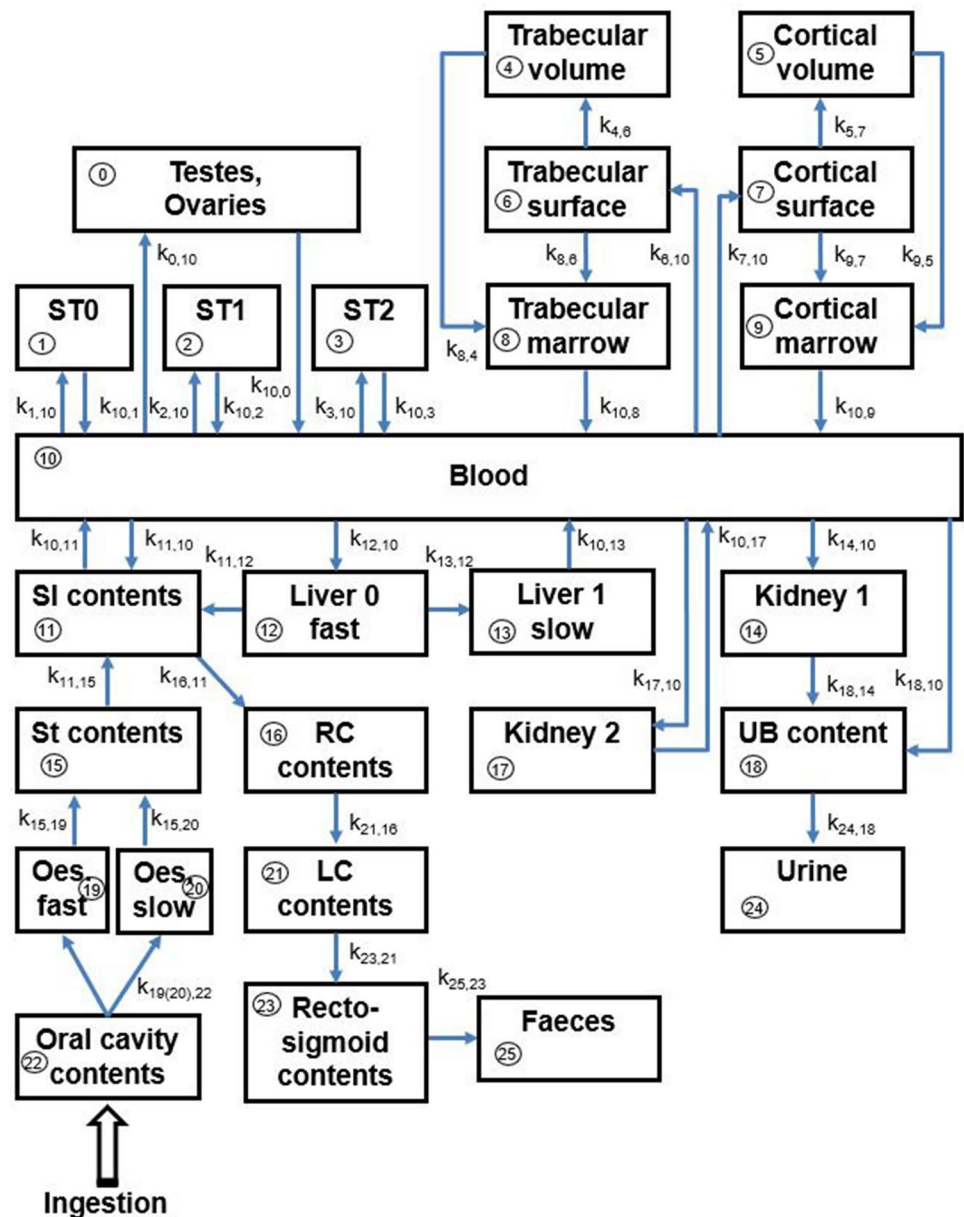 Trabecular
volume
4
Cortical
volume
5
k4,6
k5,7
0
Testes,
Ovaries
Trabecular
surface
6
Cortical
surface
7
k0,10
k8,6
k6,10
k7,10
k9,7
k9,5
ST0
1
ST1
2
ST2
3
Trabecular
marrow
8
Cortical
marrow
9
k8,4
k1,10
k10,1
k2,10
k10,2
k10,0
k3,10
k10,3
k10,8
k10,9
10
Blood
k10,11
k11,10
k11,12
k12,10
k13,12
k10,13
k10,17
k14,10
SI contents
11
Liver 0
fast
12
Liver 1
slow
13
Kidney 1
14
k11,15
k16,11
k17,10
k18,14
k18,10
St contents
15
RC
contents
16
Kidney 2
17
UB content
18
k15,19
k15,20
k21,16
k24,18
Oes.
fast
19
Oes.
slow
20
LC
contents
21
Urine
24
k19(20),22
k23,21
k25,23
Oral cavity
contents
22
Recto-
sigmoid
contents
23
Faeces
25
Ingestion